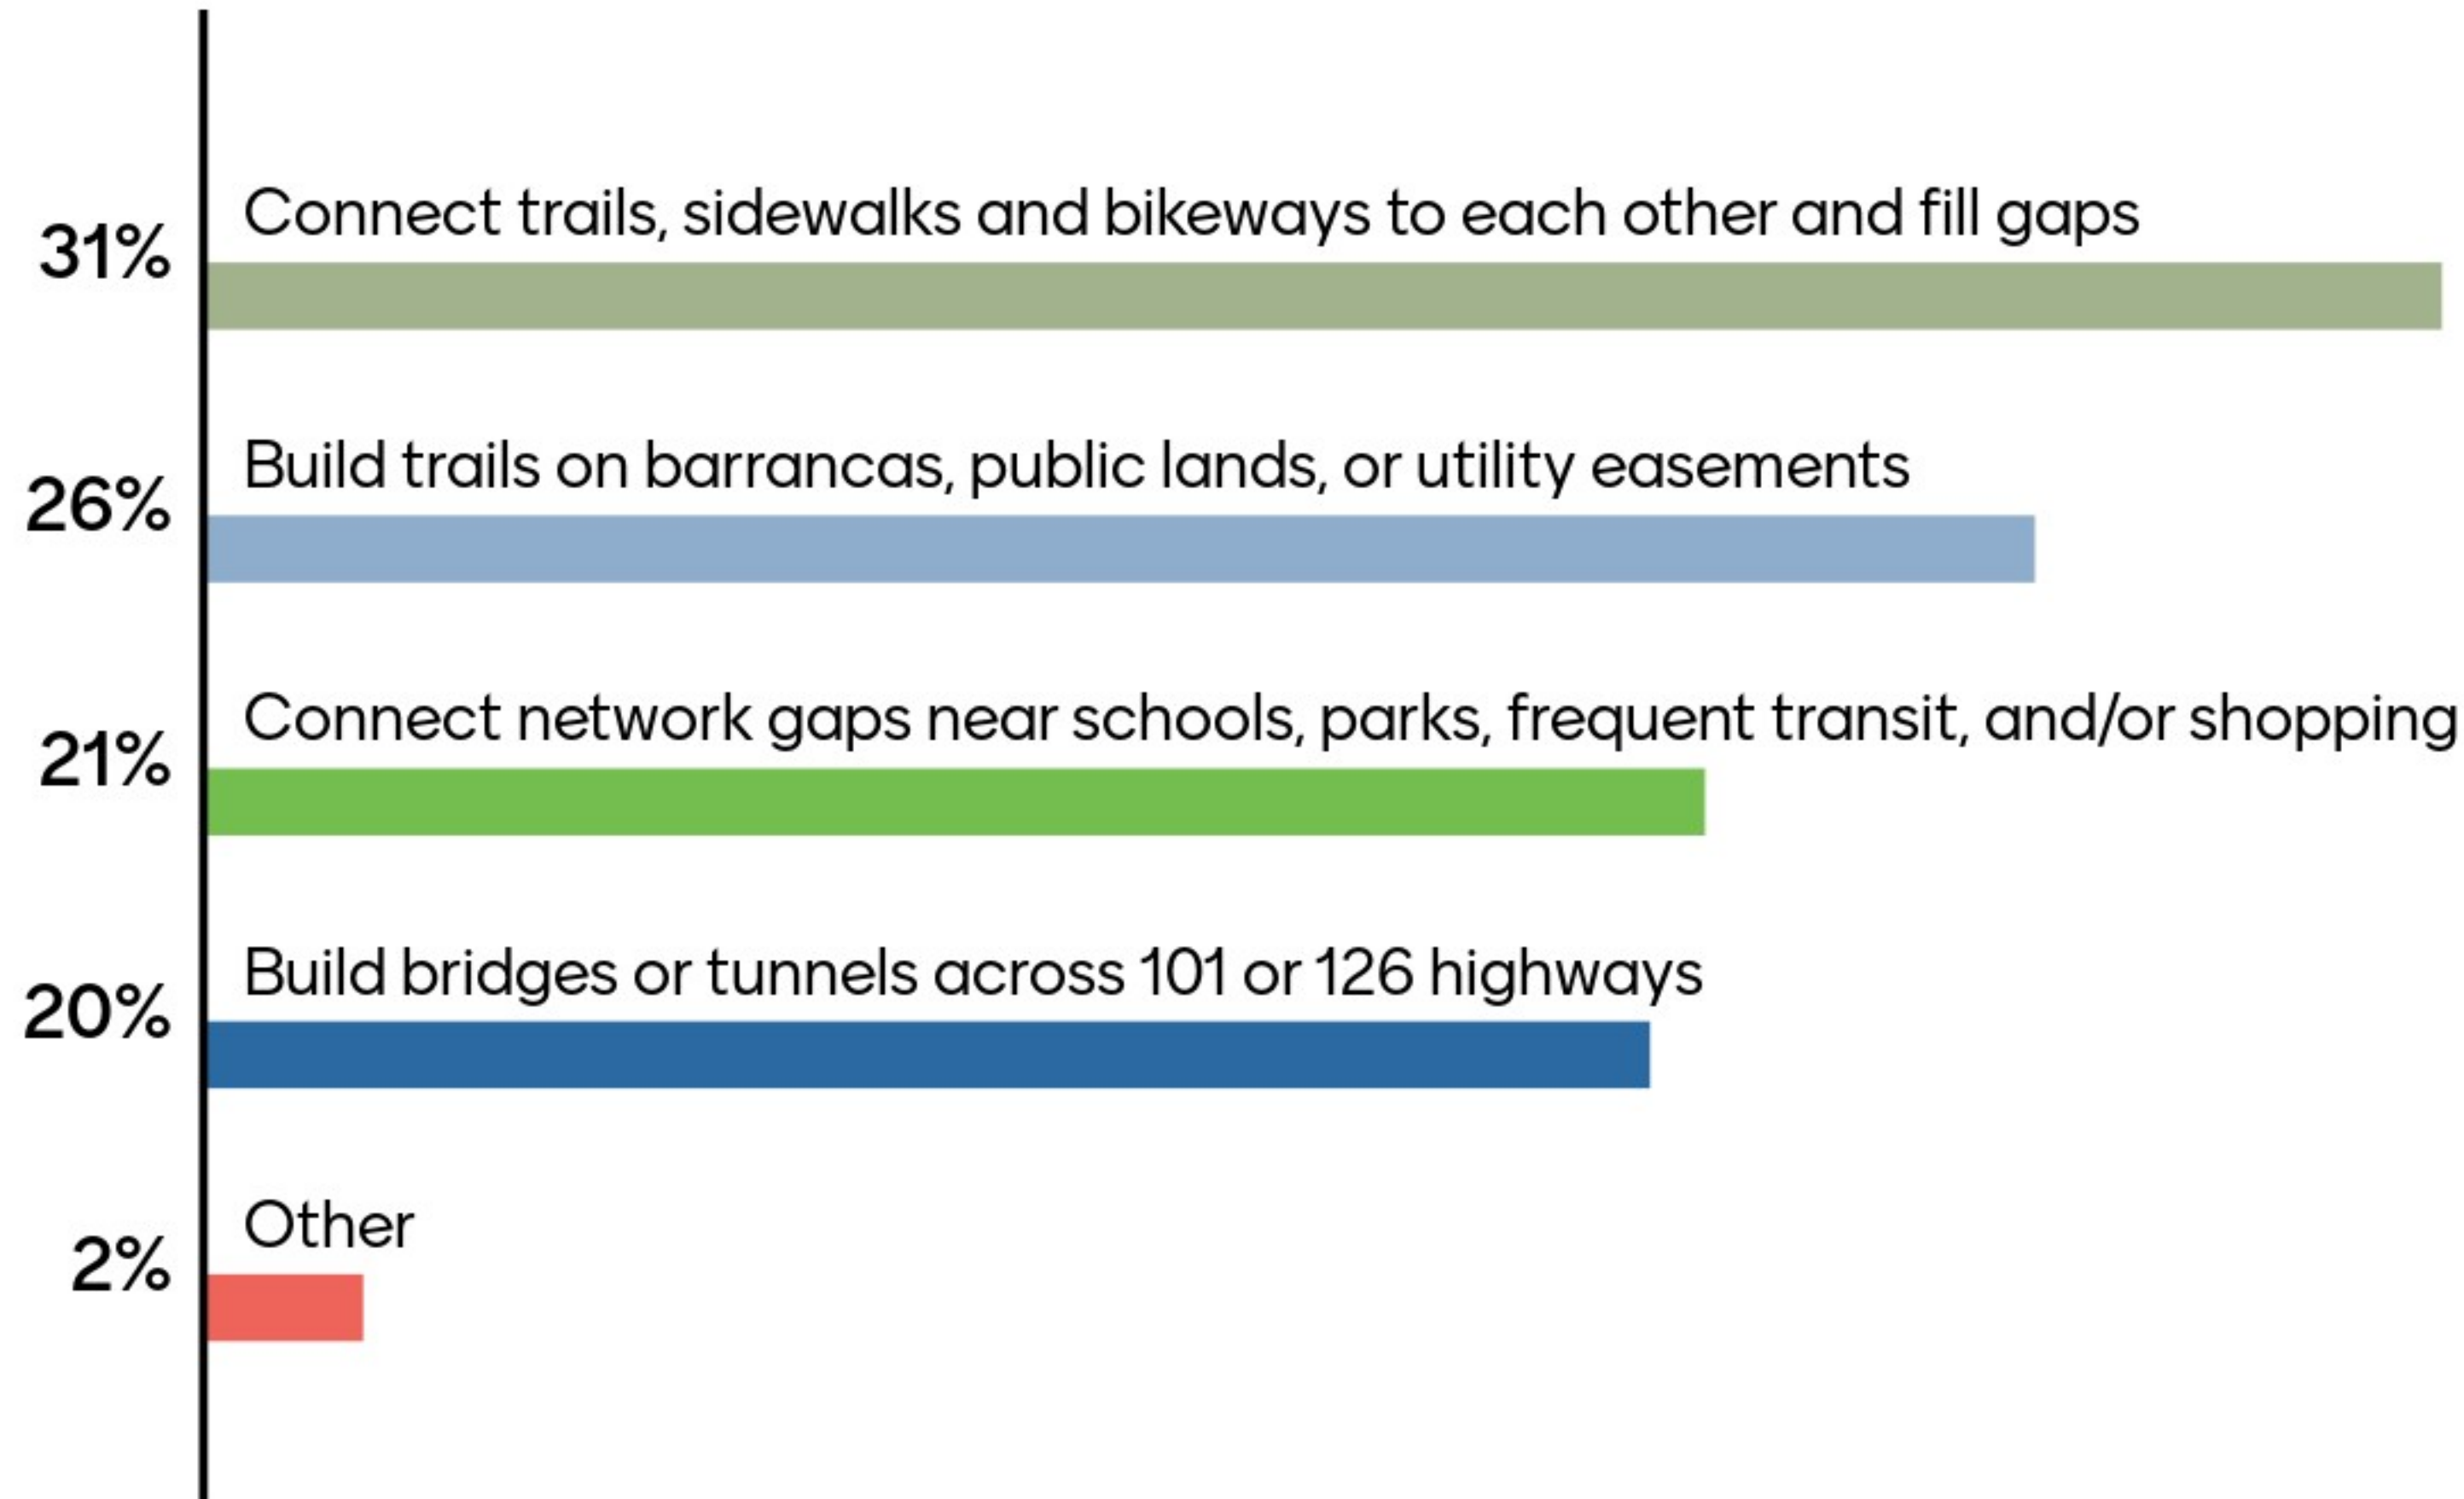 Connect trails, sidewalks and bikeways to each other and fill gaps
31%
Build trails on barrancas, public lands, or utility easements
26%
Connect network gaps near schools, parks, frequent transit, and/or shopping
21%
Build bridges or tunnels across 101 or 126 highways
20%
Other
2%